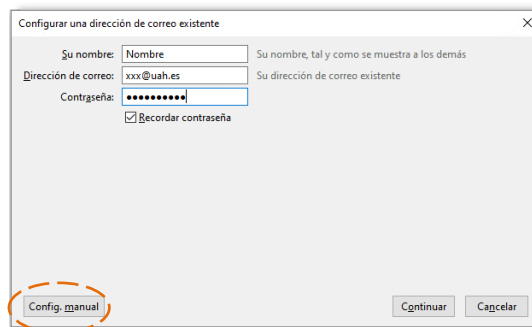 Configurar una dirección de correo existente
Su nombre: Nombre Su nombre, tal y como se muestra a los demás
Dirección de correo: xxx@uah.es Su dirección de correo existente
Contraseña: ••••••••••
Recordar contraseña
Config. manual Continuar Cancelar